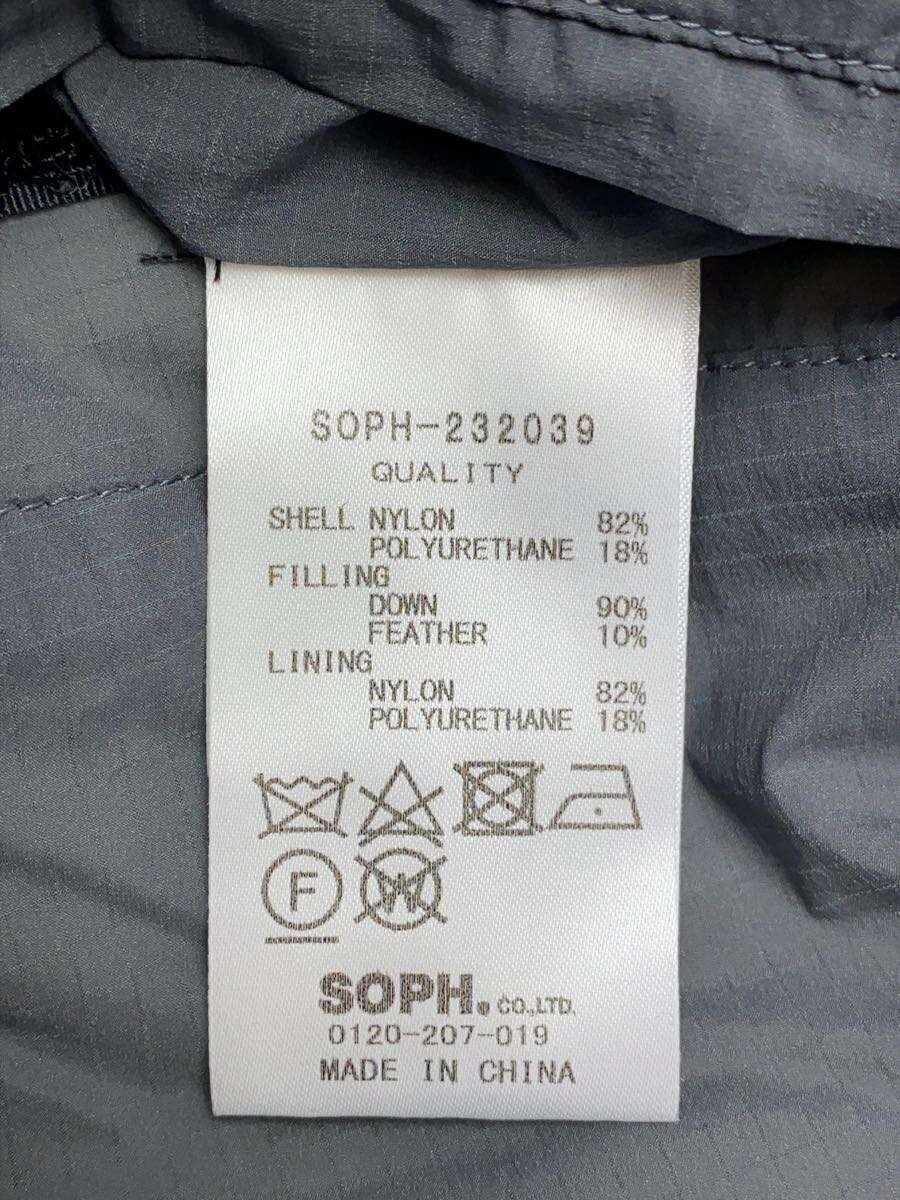 SOPH-232039
QUALITY
SHELL NYLON 82%
POLYURETHANE 18%
FILLING
DOWN 90%
FEATHER 10%
LINING
NYLON 82%
POLYURETHANE 18%
F W
SOPH. CO.,LTD.
0120-207-019
MADE IN CHINA